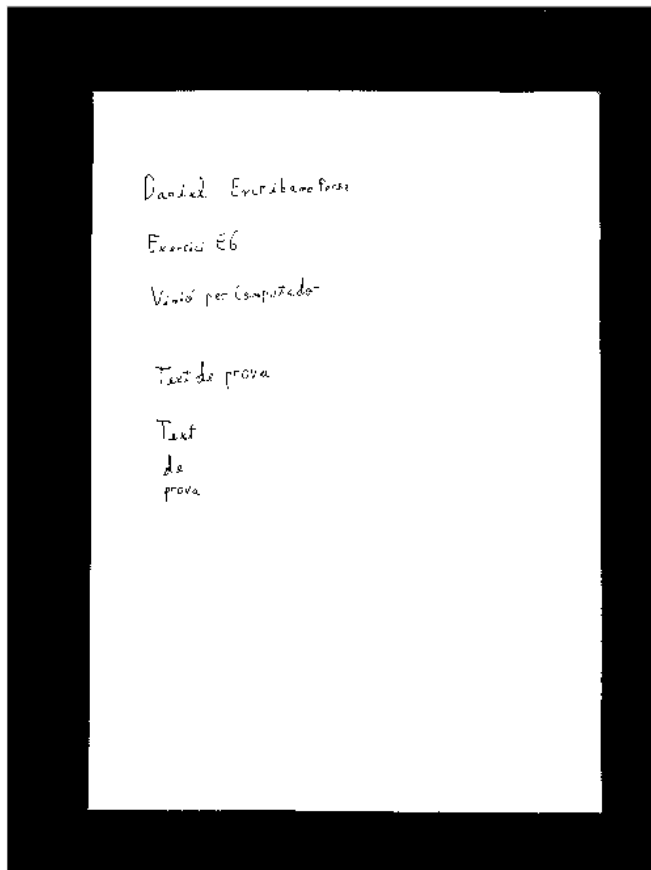 Daniel Escribano
Exercici E6
Visió per Computador
Text de prova
Text
de
prova